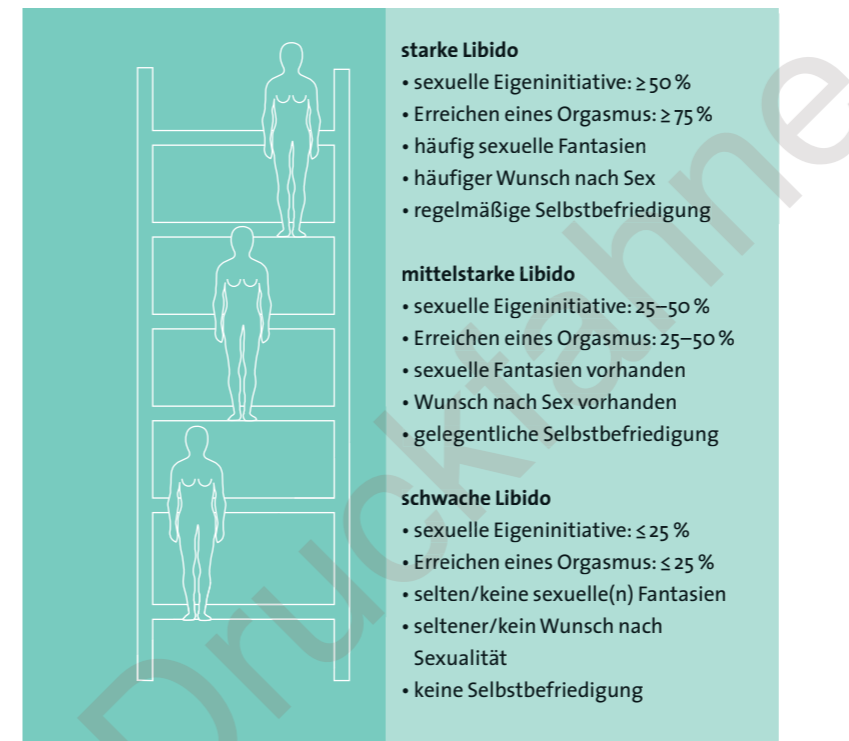 starke Libido
• sexuelle Eigeninitiative: ≥ 50 %
• Erreichen eines Orgasmus: ≥ 75 %
• häufig sexuelle Fantasien
• häufiger Wunsch nach Sex
• regelmäßige Selbstbefriedigung
mittelstarke Libido
• sexuelle Eigeninitiative: 25–50 %
• Erreichen eines Orgasmus: 25–50 %
• sexuelle Fantasien vorhanden
• Wunsch nach Sex vorhanden
• gelegentliche Selbstbefriedigung
schwache Libido
• sexuelle Eigeninitiative: ≤ 25 %
• Erreichen eines Orgasmus: ≤ 25 %
• selten/keine sexuelle(n) Fantasien
• seltener/kein Wunsch nach
Sexualität
• keine Selbstbefriedigung
Druckfahne